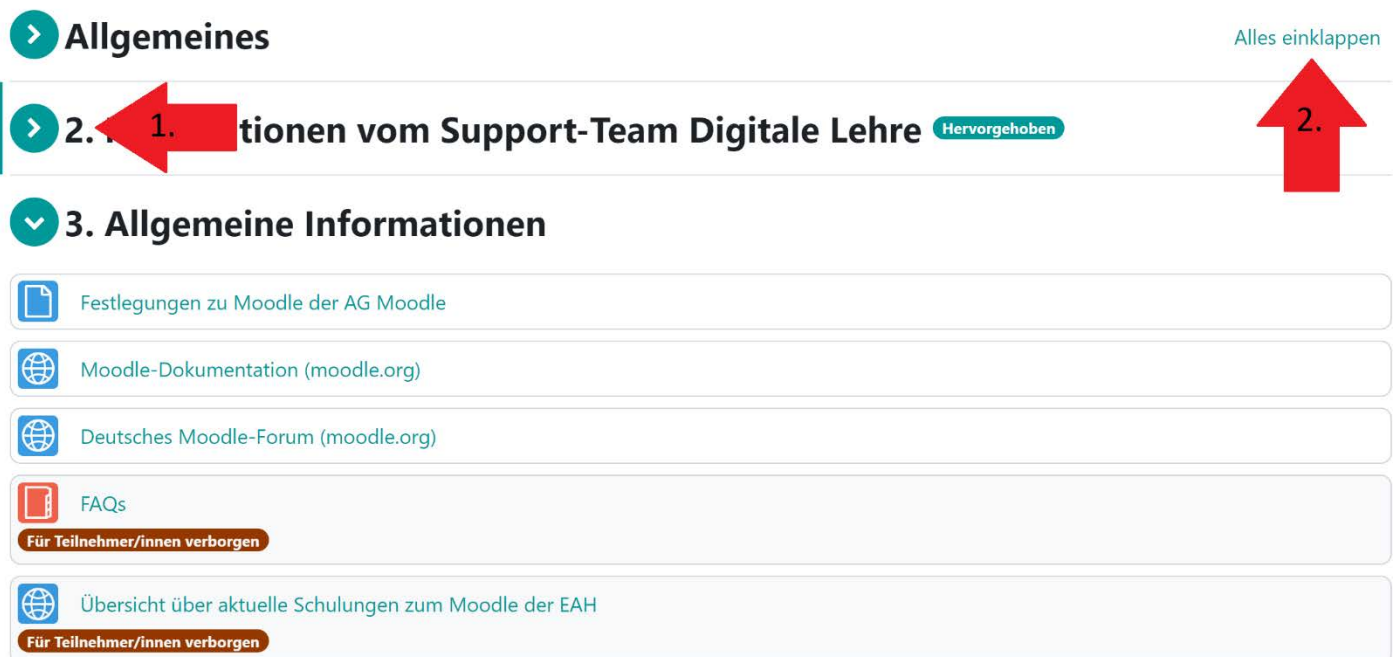 Allgemeines
Alles einklappen
2. 1. tionen vom Support-Team Digitale Lehre Hervorgehoben
2.
3. Allgemeine Informationen
Festlegungen zu Moodle der AG Moodle
Moodle-Dokumentation (moodle.org)
Deutsches Moodle-Forum (moodle.org)
FAQs
Für Teilnehmer/innen verborgen
Übersicht über aktuelle Schulungen zum Moodle der EAH
Für Teilnehmer/innen verborgen